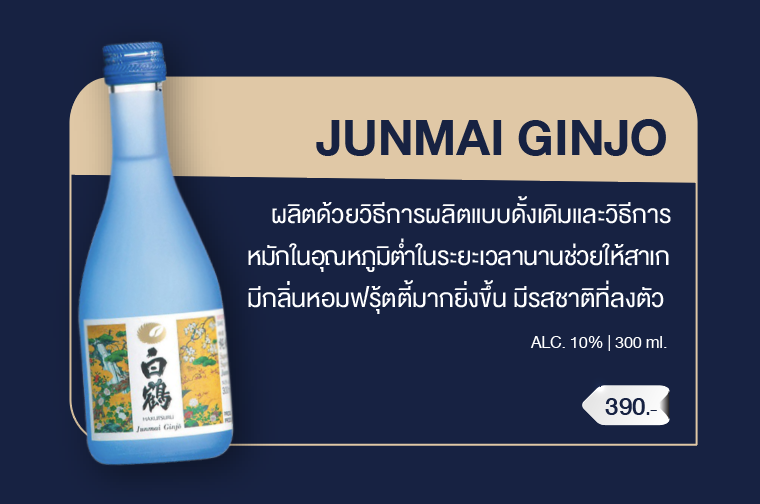 JUNMAI GINJO
ผลิตด้วยวิธีการผลิตแบบดั้งเดิมและวิธีการ
หมักในอุณหภูมิต่ำในระยะเวลานานช่วยให้สาเก
มีกลิ่นหอมฟรุ้ตตี้มากยิ่งขึ้น มีรสชาติที่ลงตัว
ALC. 10% | 300 ml.
390.-
白鶴
HAKUTSURU
Junmai Ginjo